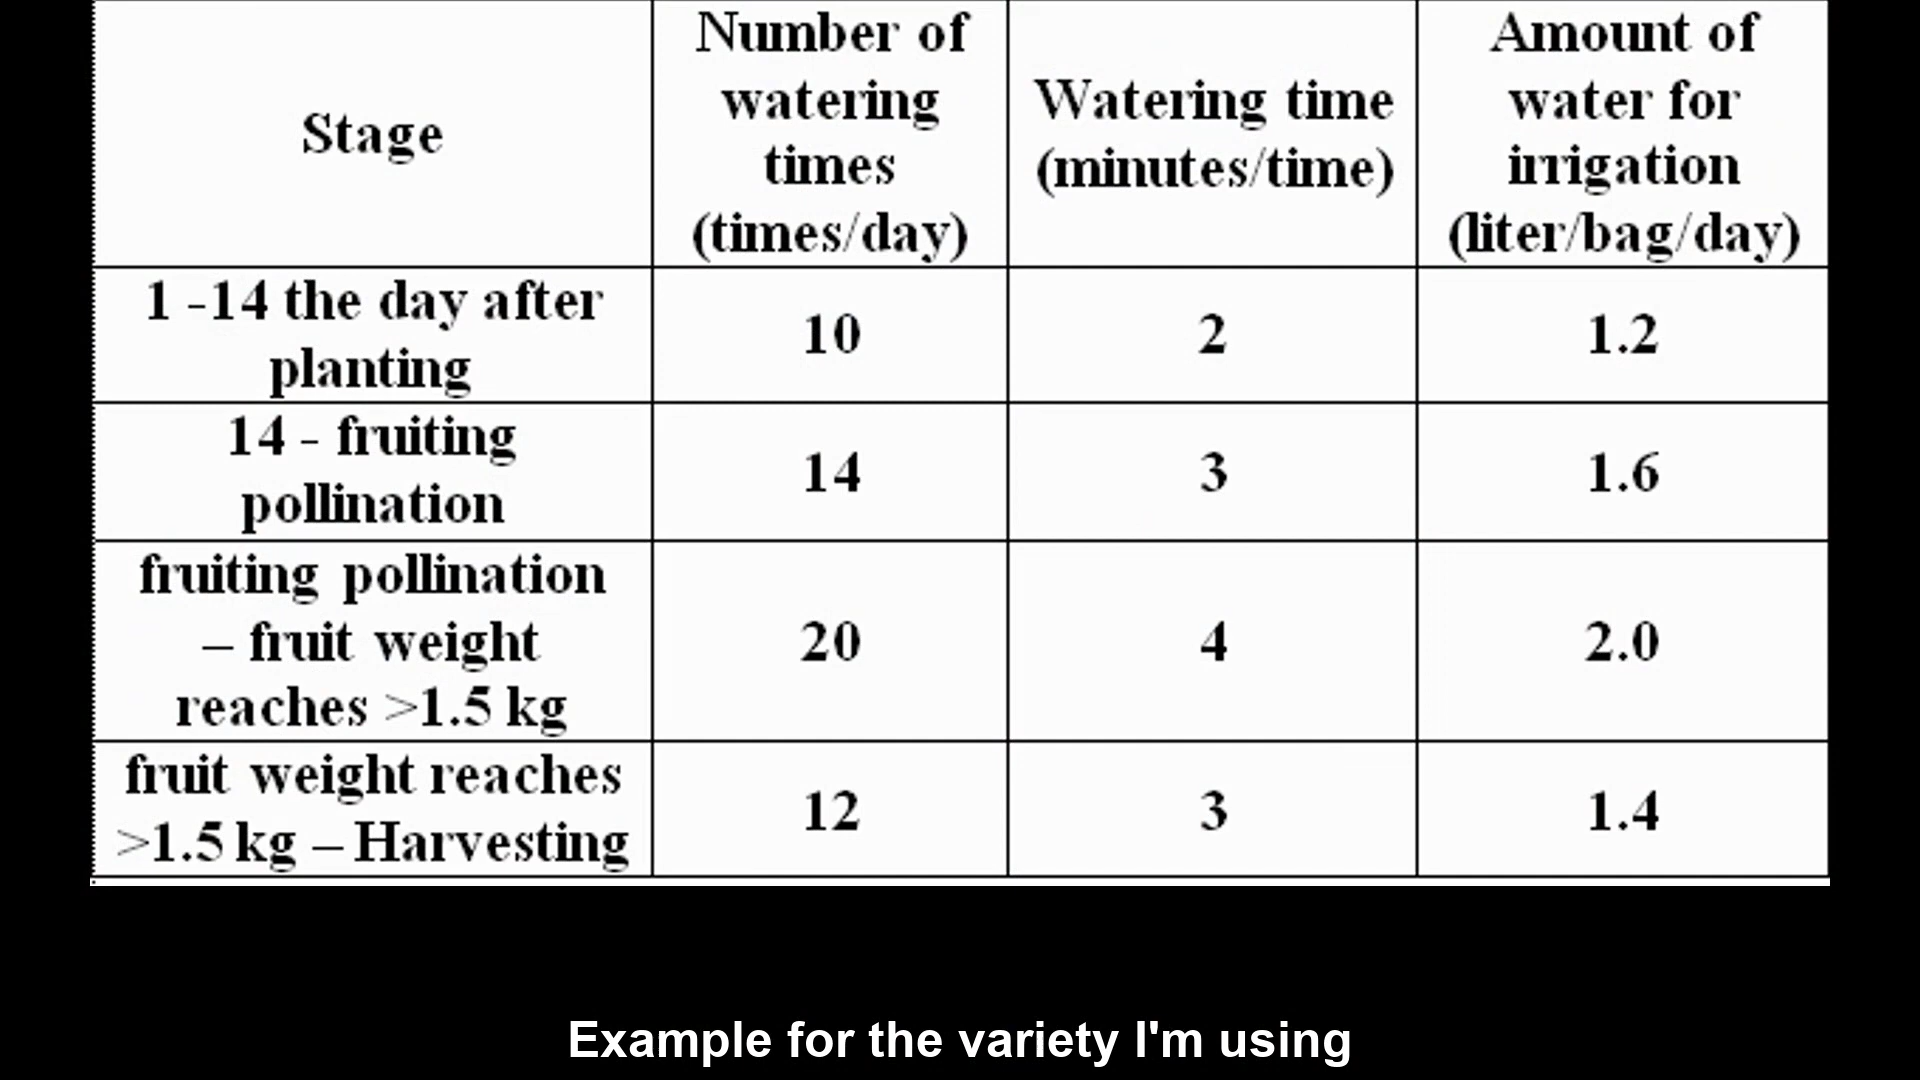 Stage
Number of
watering
times
(times/day)
Watering time
(minutes/time)
Amount of
water for
irrigation
(liter/bag/day)
1 -14 the day after
planting
10
2
1.2
14 - fruiting
pollination
14
3
1.6
fruiting pollination
– fruit weight
reaches >1.5 kg
20
4
2.0
fruit weight reaches
>1.5 kg – Harvesting
12
3
1.4
Example for the variety I'm using